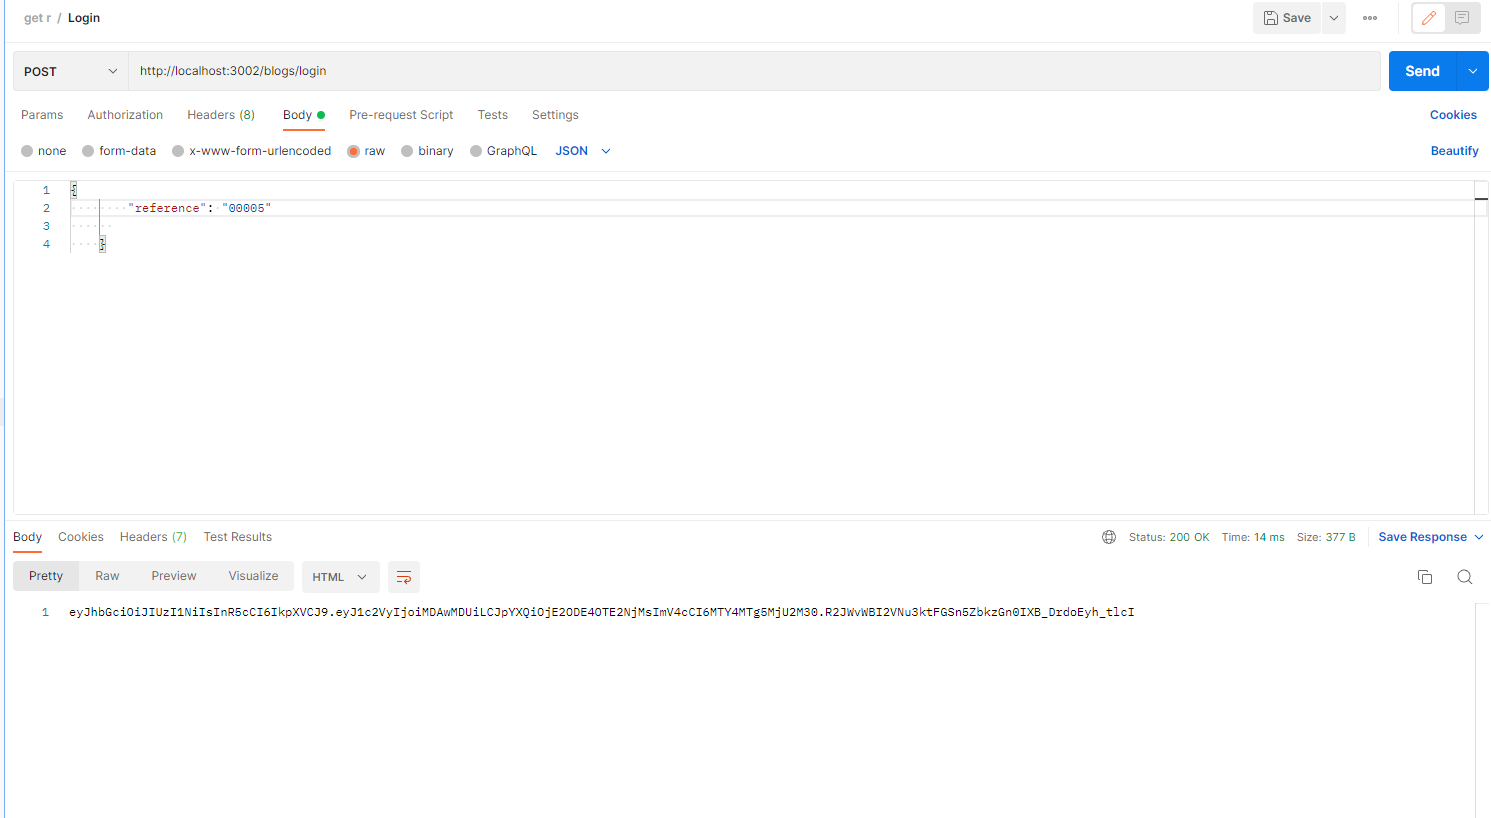 get r / Login
Save
POST
http://localhost:3002/blogs/login
Send
Params Authorization Headers (8) Body Pre-request Script Tests Settings Cookies
none form-data x-www-form-urlencoded raw binary GraphQL JSON Beautify
1 {
2 "reference": "00005"
3
4 }
Body Cookies Headers (7) Test Results Status: 200 OK Time: 14 ms Size: 377 B Save Response
Pretty Raw Preview Visualize HTML
1 eyJhbGciOiJIUzI1NiIsInR5cCI6IkpXVCJ9.eyJ1c2VyIjoiMDAwMDUiLCJpYXQiOjE2ODE4OTE2NjMsImV4cCI6MTY4MTg5MjU2M30.R2JWvWBI2VNu3ktFGSn5ZbkzGn0IXB_DrdoEyh_tlcI